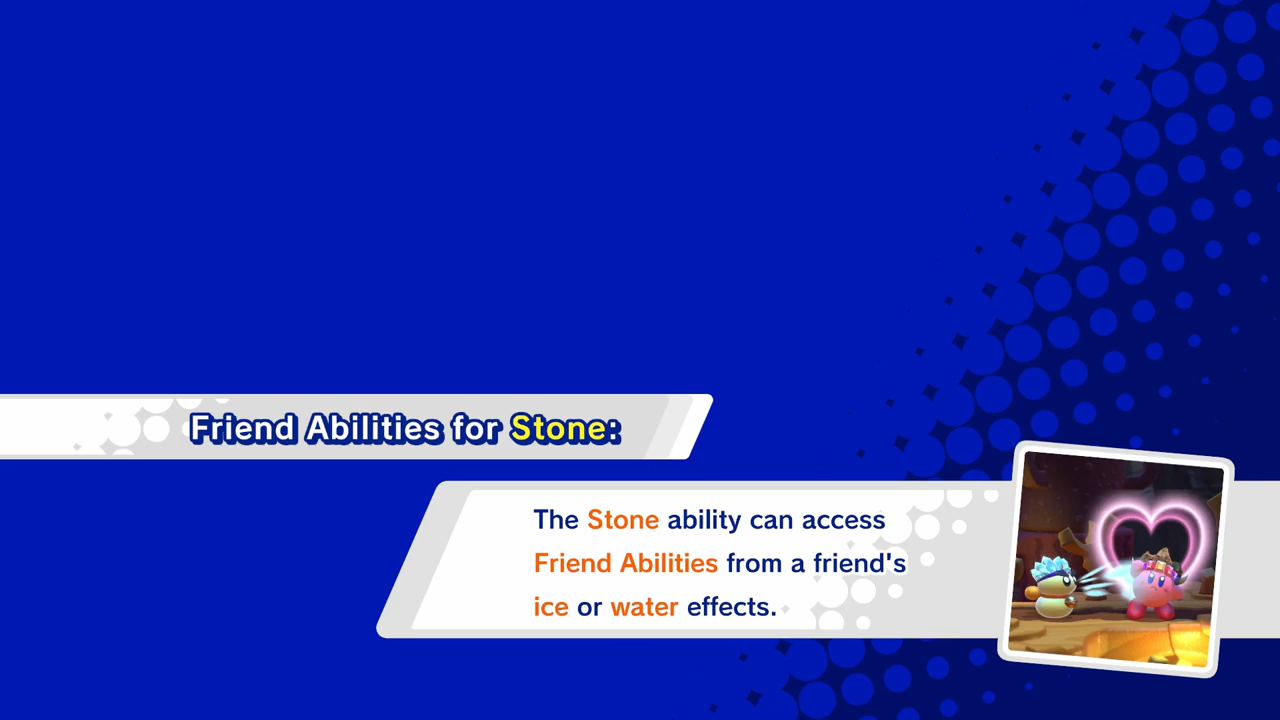 Friend Abilities for Stone:
The Stone ability can access
Friend Abilities from a friend's
ice or water effects.